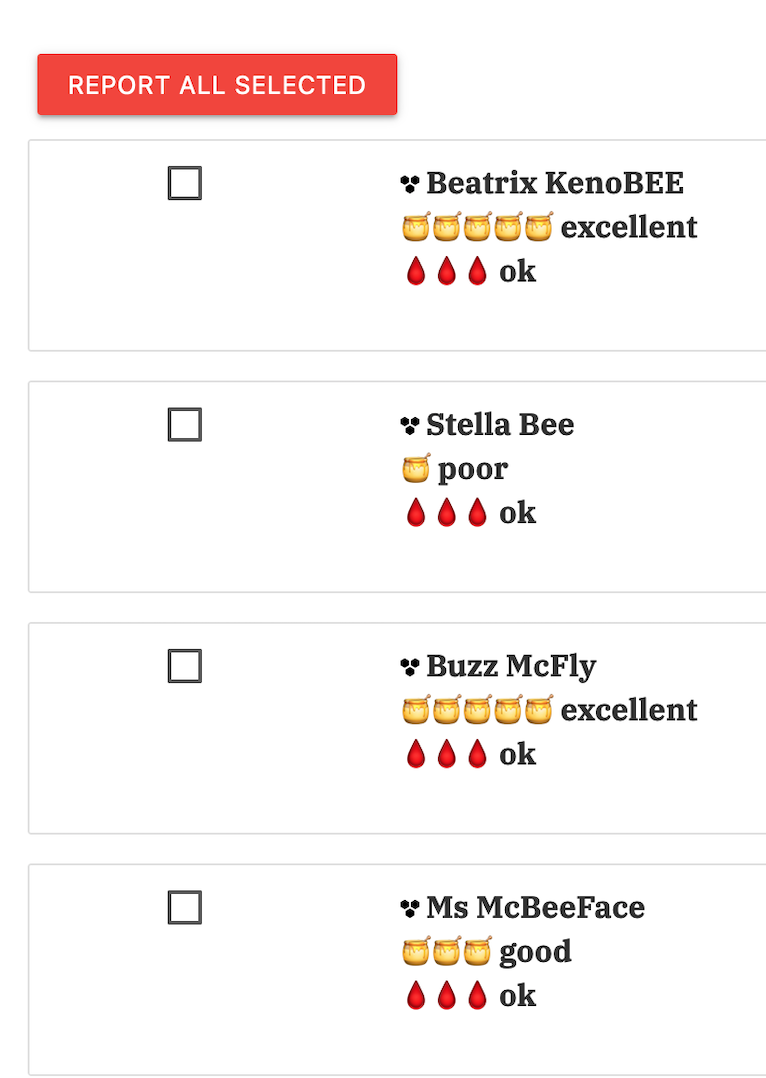 REPORT ALL SELECTED
Beatrix KenoBEE
🍯🍯🍯🍯🍯 excellent
🩸🩸🩸 ok
Stella Bee
🍯 poor
🩸🩸🩸 ok
Buzz McFly
🍯🍯🍯🍯🍯 excellent
🩸🩸🩸 ok
Ms McBeeFace
🍯🍯🍯 good
🩸🩸🩸 ok